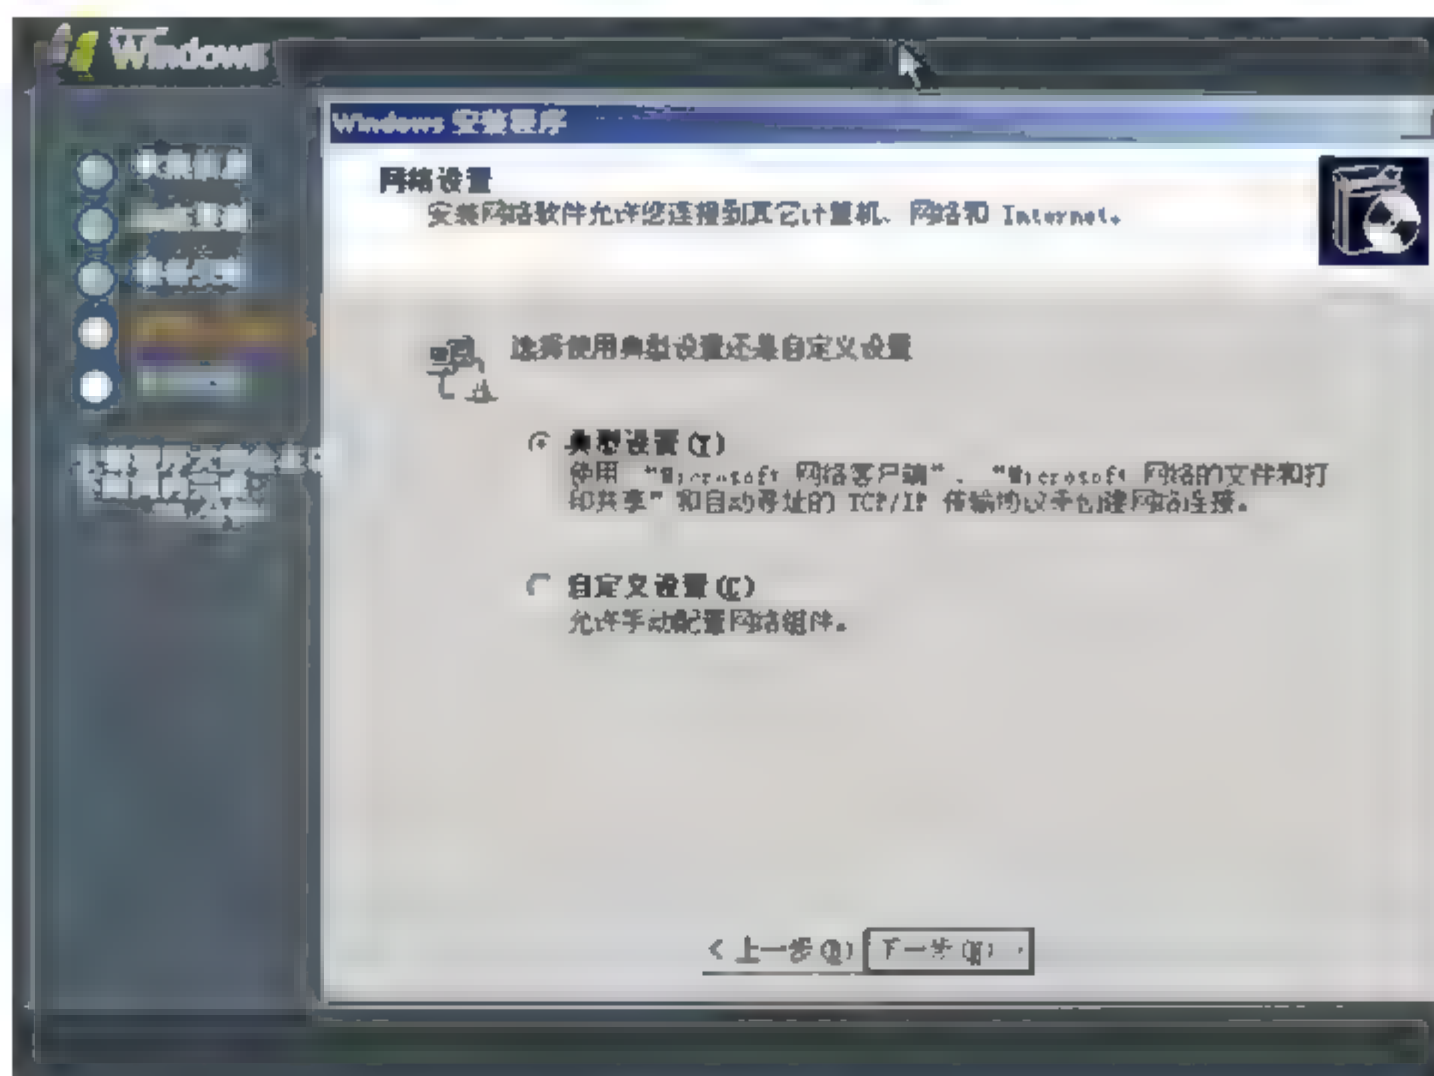 Windows
Windows 安装程序
网络设置
安装网络软件允许您连接到其它计算机、网络和 Internet。
选择使用典型设置还是自定义设置
典型设置(T)
使用 "Microsoft 网络客户端"、"Microsoft 网络的文件和打
印共享" 和自动寻址的 TCP/IP 传输协议来创建网络连接。
自定义设置(C)
允许手动配置网络组件。
< 上一步(B) 下一步(N) >